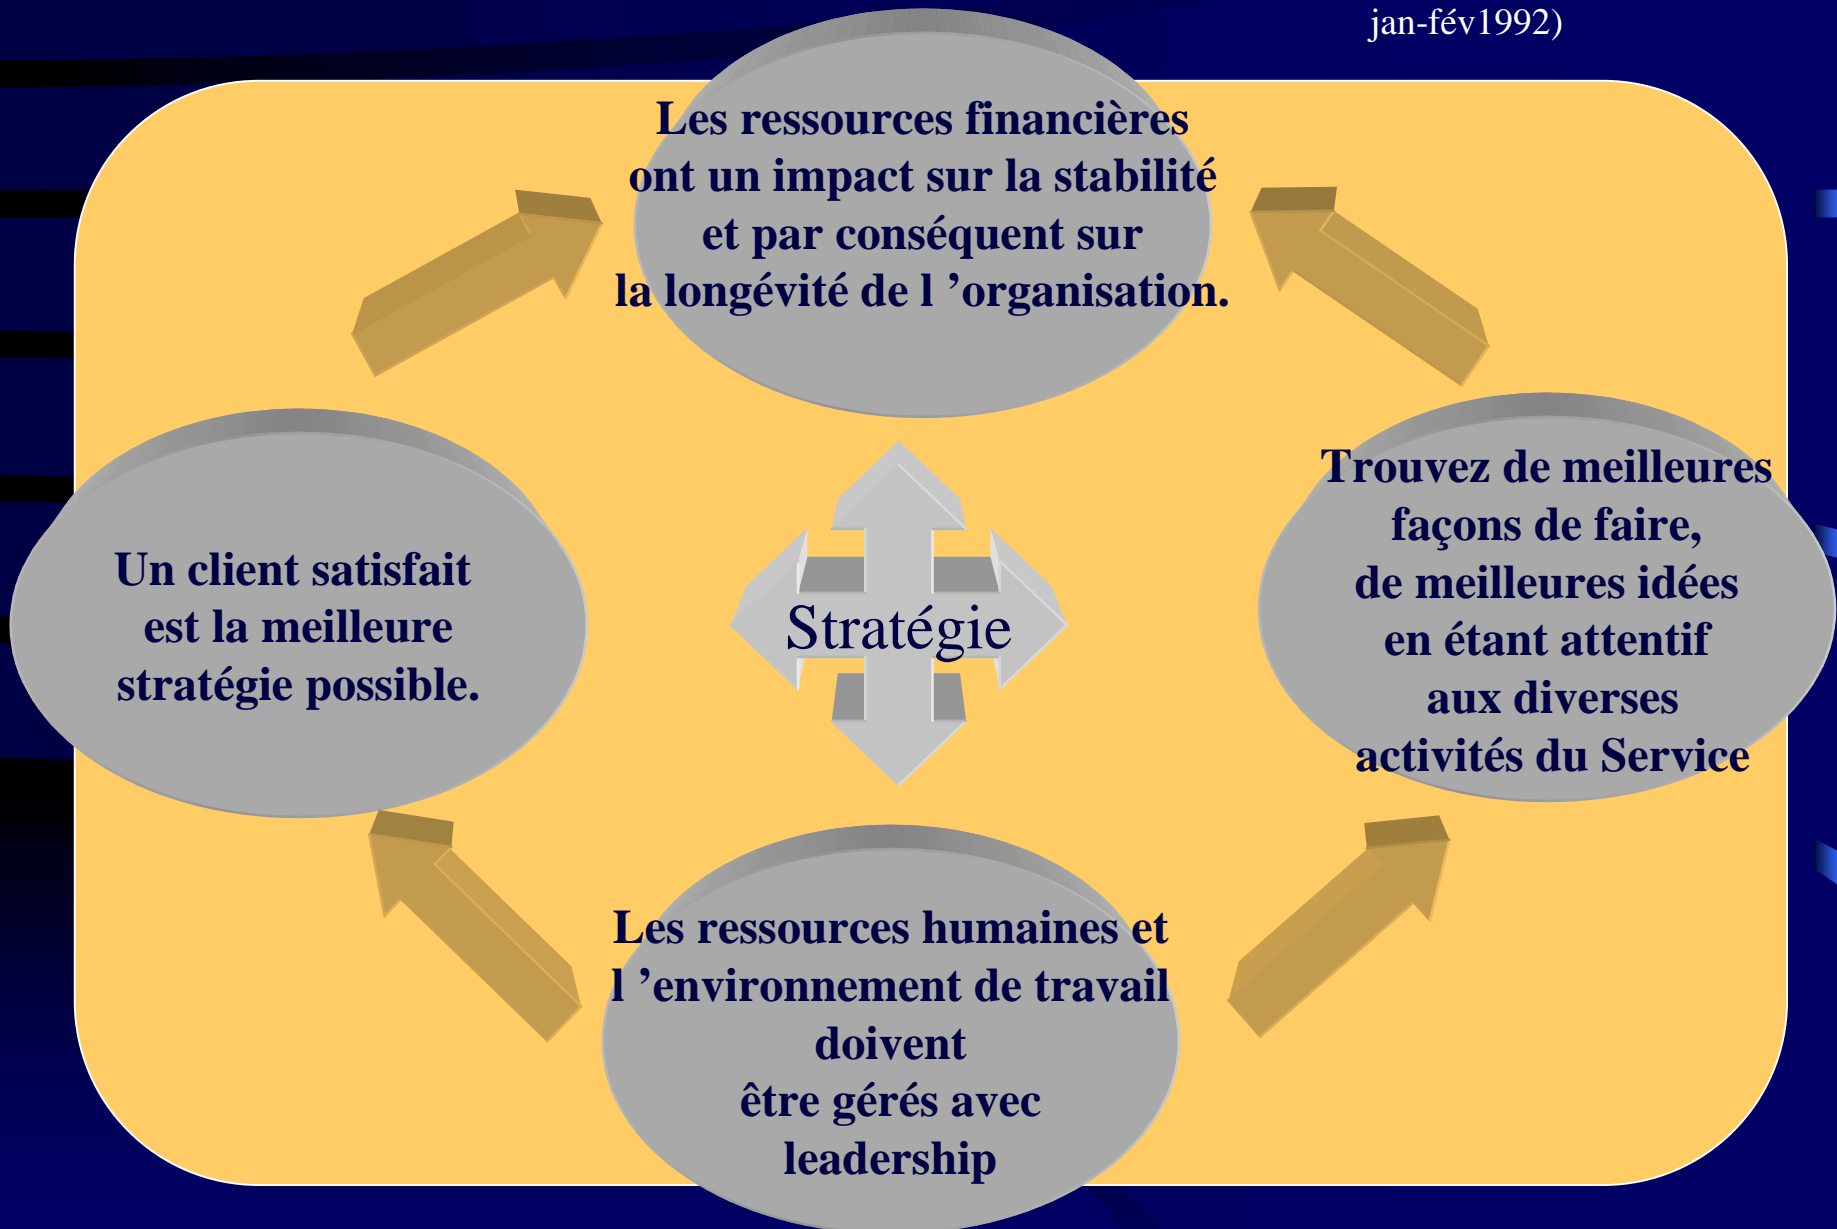 jan-fév1992)
Les ressources financières
ont un impact sur la stabilité
et par conséquent sur
la longévité de l ’organisation.
Un client satisfait
est la meilleure
stratégie possible.
Stratégie
Trouvez de meilleures
façons de faire,
de meilleures idées
en étant attentif
aux diverses
activités du Service
Les ressources humaines et
l ’environnement de travail
doivent
être gérés avec
leadership